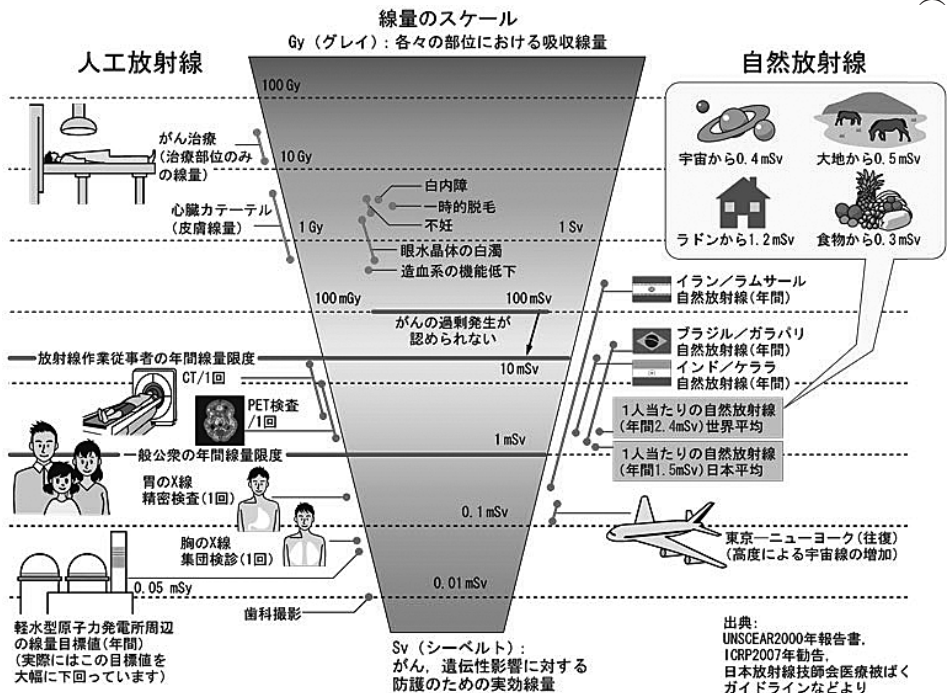 線量のスケール
Gy（グレイ）：各々の部位における吸収線量
人工放射線
自然放射線
100 Gy
がん治療
（治療部位のみ
の線量）
10 Gy
心臓カテーテル
（皮膚線量）
1 Gy
白内障
一時的脱毛
不妊
眼水晶体の白濁
造血系の機能低下
1 Sv
宇宙から0.4 mSv
大地から0.5 mSv
ラドンから1.2 mSv
食物から0.3 mSv
100 mGy
100 mSv
がんの過剰発生が
認められない
イラン／ラムサール
自然放射線（年間）
ブラジル／ガラパリ
自然放射線（年間）
インド／ケララ
自然放射線（年間）
放射線作業従事者の年間線量限度
10 mSv
CT/1回
PET検査
/1回
1人当たりの自然放射線
（年間2.4mSv）世界平均
1 mSv
一般公衆の年間線量限度
1人当たりの自然放射線
（年間1.5mSv）日本平均
胃のX線
精密検査（1回）
0.1 mSv
胸のX線
集団検診（1回）
東京―ニューヨーク（往復）
（高度による宇宙線の増加）
0.05 mSy
0.01 mSv
歯科撮影
軽水型原子力発電所周辺
の線量目標値（年間）
（実際にはこの目標値を
大幅に下回っています）
Sv（シーベルト）：
がん，遺伝性影響に対する
防護のための実効線量
出典：
UNSCEAR2000年報告書，
ICRP2007年勧告，
日本放射線技師会医療被ばく
ガイドラインなどより